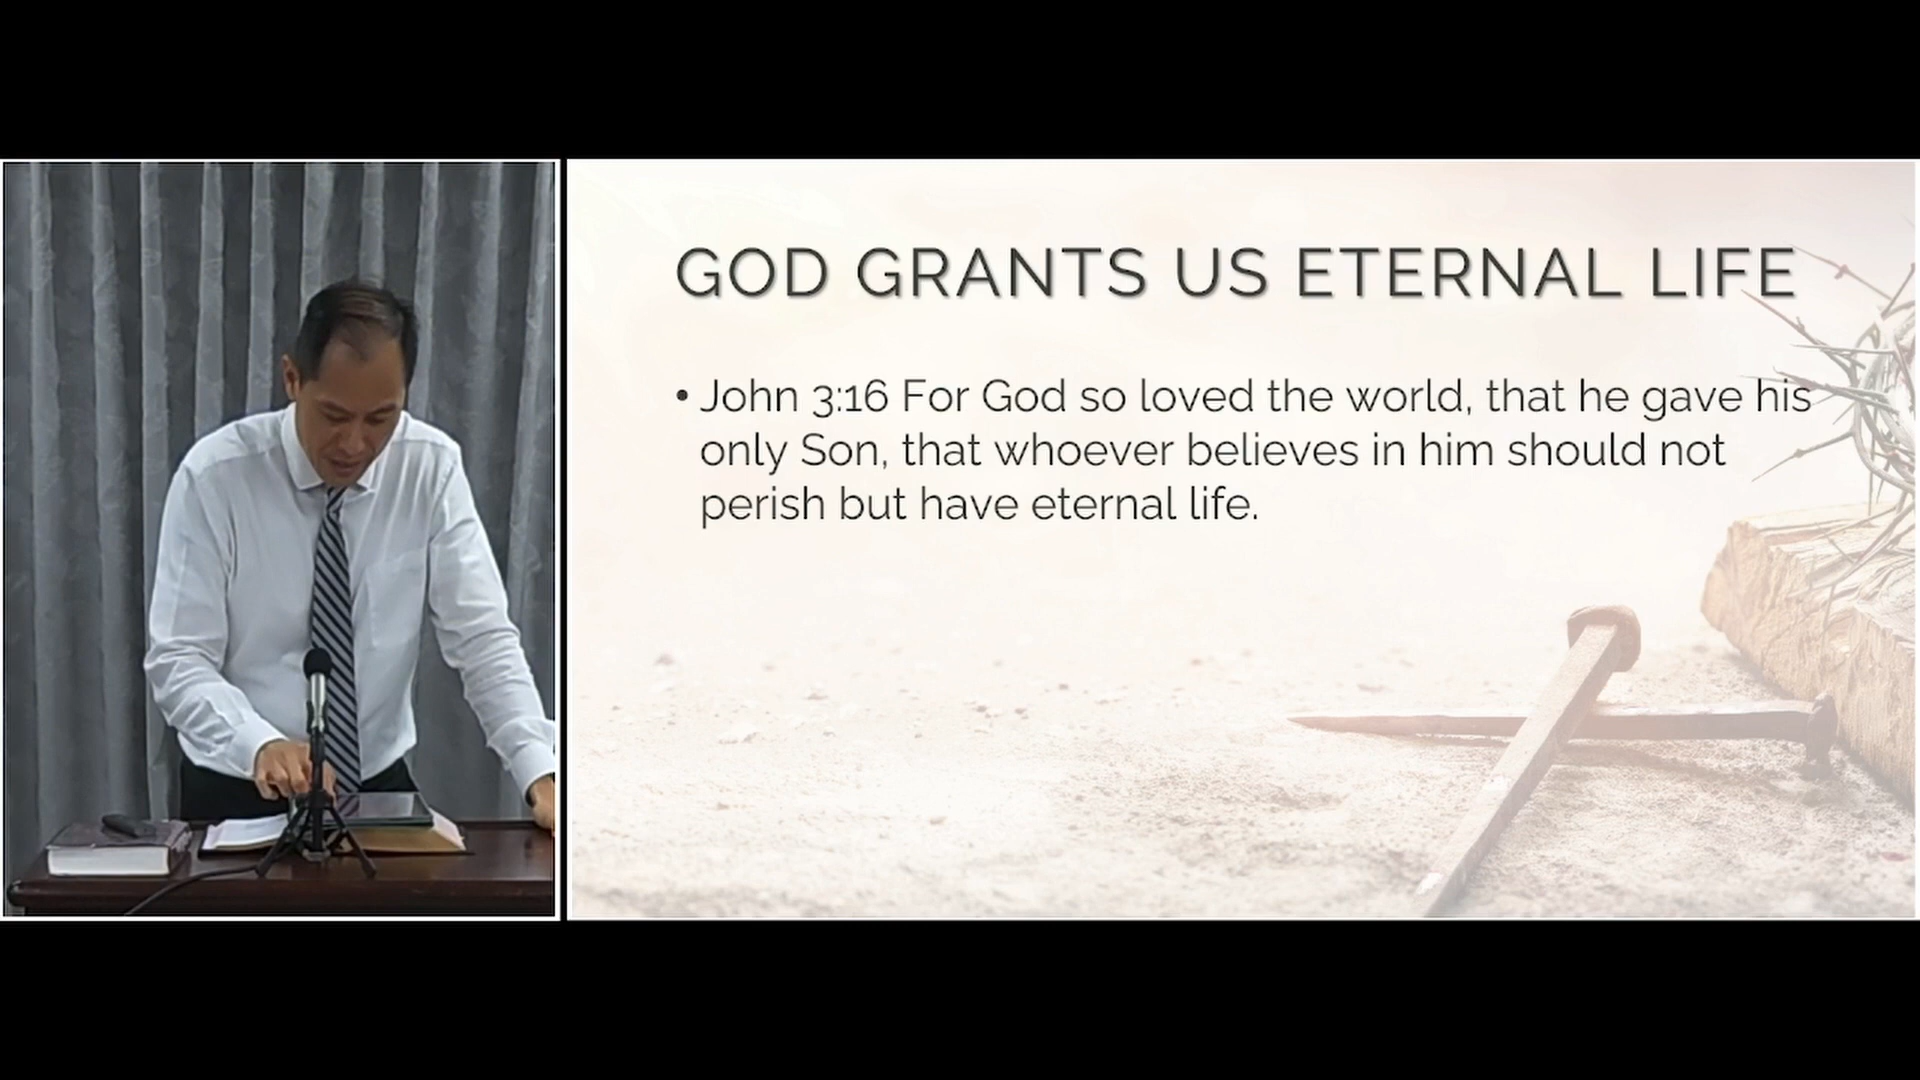 GOD GRANTS US ETERNAL LIFE
• John 3:16 For God so loved the world, that he gave his
only Son, that whoever believes in him should not
perish but have eternal life.